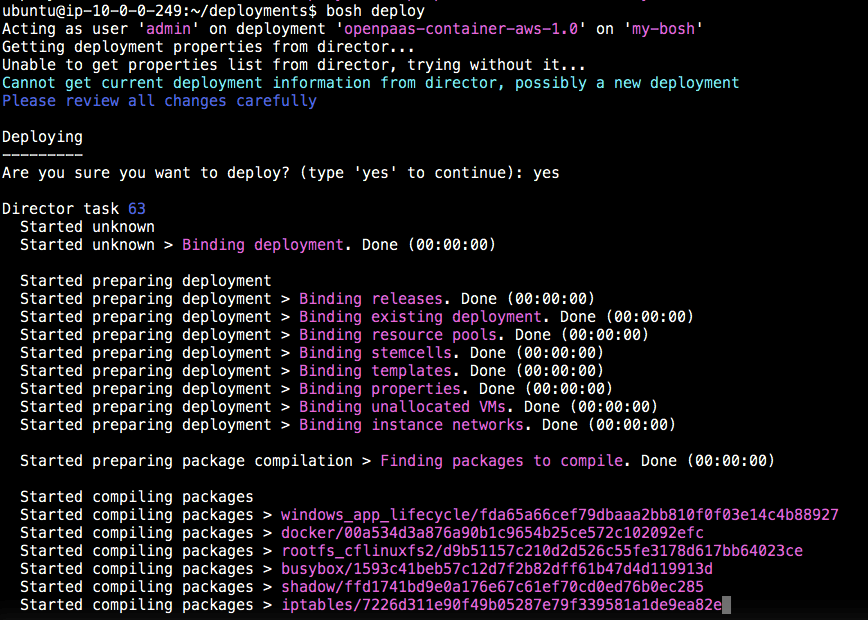 ubuntu@ip-10-0-0-249:~/deployments$ bosh deploy
Acting as user 'admin' on deployment 'openpaas-container-aws-1.0' on 'my-bosh'
Getting deployment properties from director...
Unable to get properties list from director, trying without it...
Cannot get current deployment information from director, possibly a new deployment
Please review all changes carefully

Deploying
---------
Are you sure you want to deploy? (type 'yes' to continue): yes

Director task 63
  Started unknown
  Started unknown > Binding deployment. Done (00:00:00)

  Started preparing deployment
  Started preparing deployment > Binding releases. Done (00:00:00)
  Started preparing deployment > Binding existing deployment. Done (00:00:00)
  Started preparing deployment > Binding resource pools. Done (00:00:00)
  Started preparing deployment > Binding stemcells. Done (00:00:00)
  Started preparing deployment > Binding templates. Done (00:00:00)
  Started preparing deployment > Binding properties. Done (00:00:00)
  Started preparing deployment > Binding unallocated VMs. Done (00:00:00)
  Started preparing deployment > Binding instance networks. Done (00:00:00)

  Started preparing package compilation > Finding packages to compile. Done (00:00:00)

  Started compiling packages
  Started compiling packages > windows_app_lifecycle/fda65a66cef79dbaaa2bb810f0f03e14c4b88927
  Started compiling packages > docker/00a534d3a876a90b1c9654b25ce572c102092efc
  Started compiling packages > rootfs_cflinuxfs2/d9b51157c210d2d526c55fe3178d617bb64023ce
  Started compiling packages > busybox/1593c41beb57c12d7f2b82dff61b47d4d119913d
  Started compiling packages > shadow/ffd1741bd9e0a176e67c61ef70cd0ed76b0ec285
  Started compiling packages > iptables/7226d311e90f49b05287e79f339581a1de9ea82e